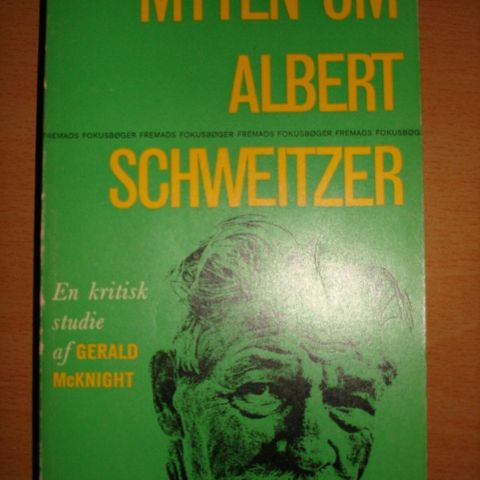 MYTEN OM
ALBERT
FREMADS FOKUSBØGER FREMADS FOKUSBØGER FREMADS FOKUSBØGER FREMADS FOKUSBØG
SCHWEITZER
En kritisk
studie
af GERALD
McKNIGHT